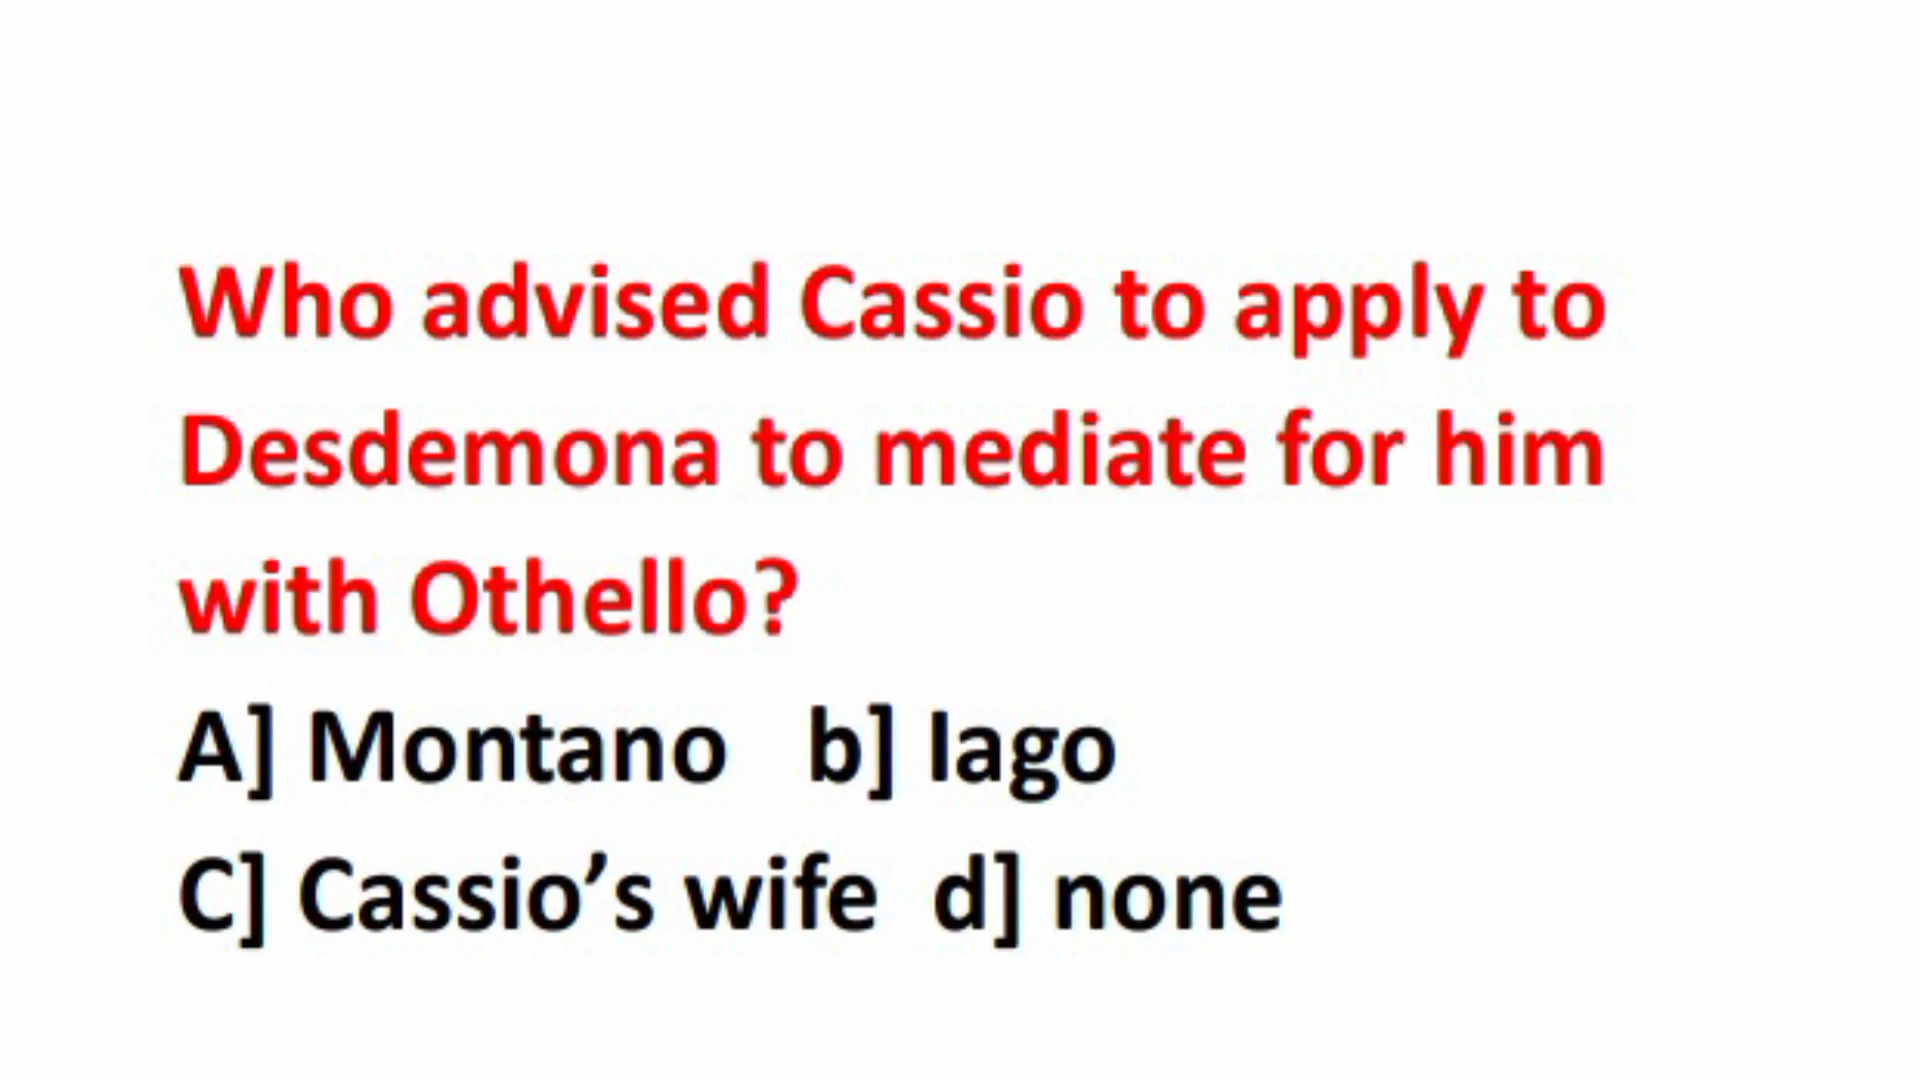 Who advised Cassio to apply to
Desdemona to mediate for him
with Othello?
A] Montano b] Iago
C] Cassio’s wife d] none